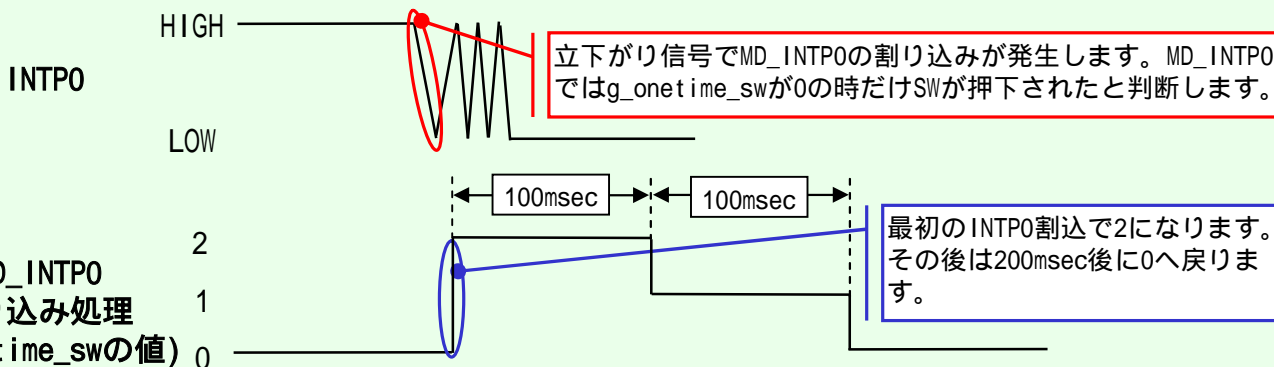 HIGH
INTP0
立下がり信号でMD_INTP0の割り込みが発生します。MD_INTP0
ではg_onetime_swが0の時だけSWが押下されたと判断します。
LOW
100msec
100msec
2
最初のINTP0割込で2になります。
その後は200msec後に0へ戻りま
す。
D_INTP0
1
込み処理
time_swの値)
0